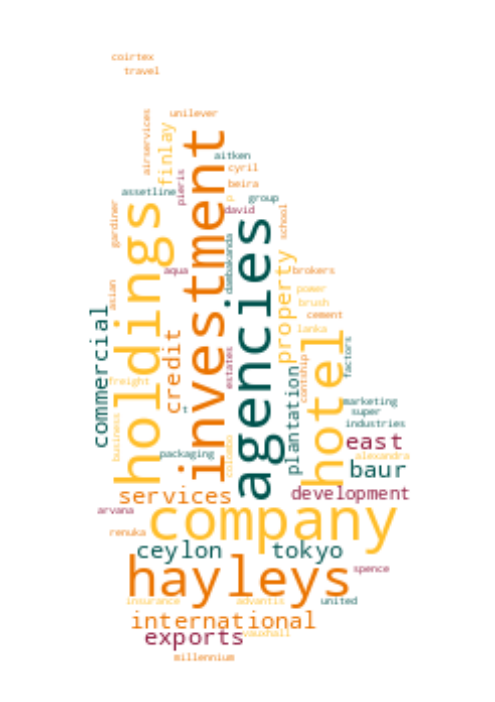 coirtex
travel
unilever
airservices
finlay
investment
aitken
cyril
pieris
beira
assetline
p
group
david
gardiner
holdings
school
agencies
dambakanda
property
aqua
brokers
asian
power
brush
commercial
cement
lanka
credit
hotel
factors
estates
contship
plantation
freight
t
marketing
super
business
industries
colombo
east
packaging
alexandra
baur
services
development
company
arvana
renuka
ceylon
tokyo
hayleys
spence
insurance
advantis
united
international
exports
vauxhall
millennium